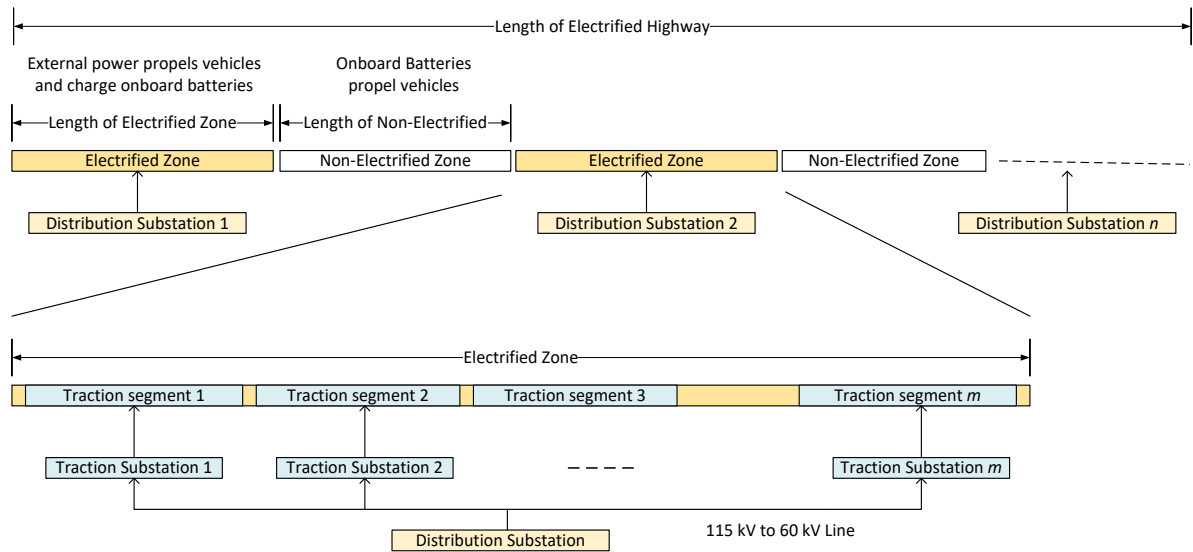 Length of Electrified Highway
External power propels vehicles
and charge onboard batteries
Onboard Batteries
propel vehicles
Length of Electrified Zone
Length of Non-Electrified
Electrified Zone
Non-Electrified Zone
Electrified Zone
Non-Electrified Zone
Distribution Substation 1
Distribution Substation 2
Distribution Substation n
Electrified Zone
Traction segment 1
Traction segment 2
Traction segment 3
Traction segment m
Traction Substation 1
Traction Substation 2
Traction Substation m
115 kV to 60 kV Line
Distribution Substation